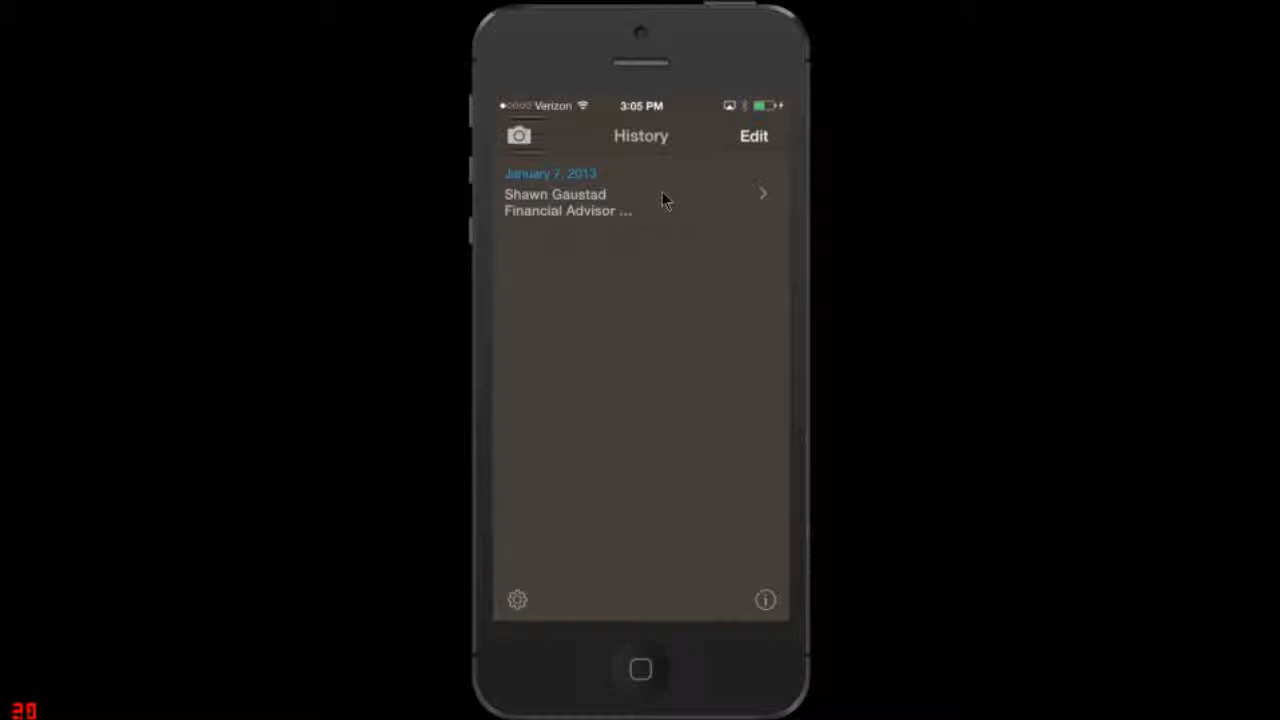 Verizon 3:05 PM
History Edit
January 7, 2013
Shawn Gaustad
Financial Advisor ...
20